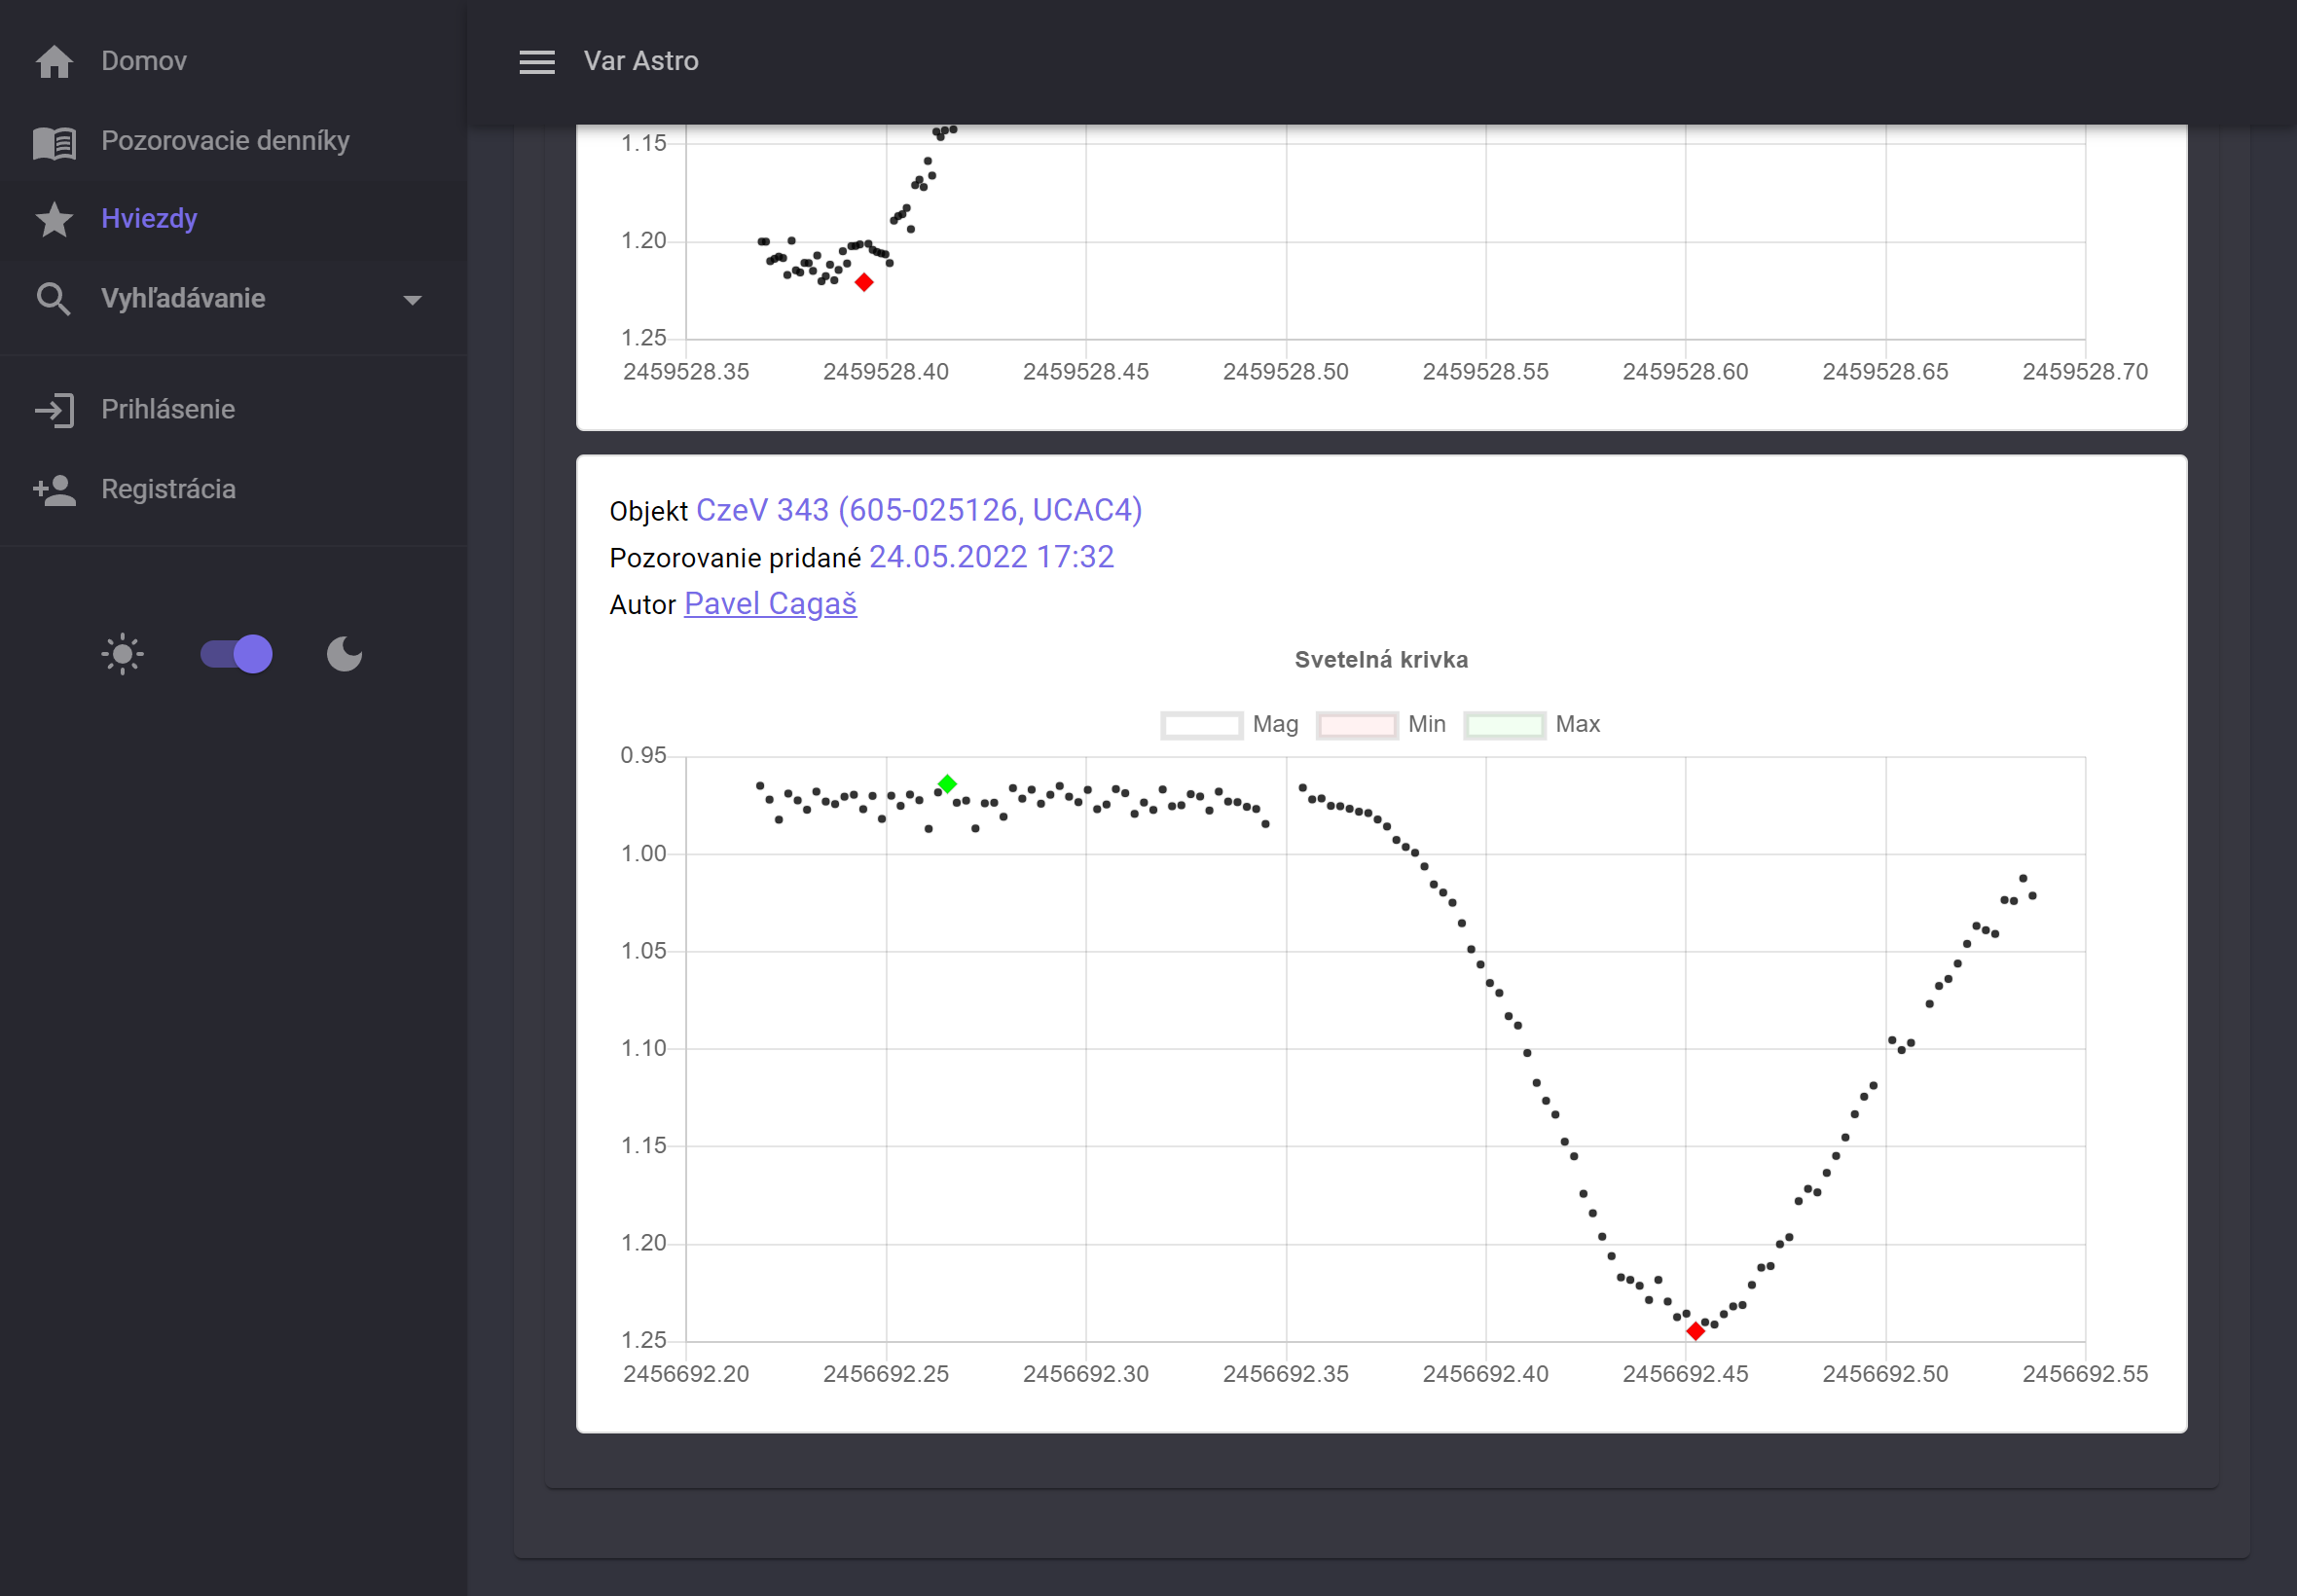 Domov
Pozorovacie denníky
Hviezdy
Vyhľadávanie
Prihlásenie
Registrácia
Var Astro
1.15
1.20
1.25
2459528.35 2459528.40 2459528.45 2459528.50 2459528.55 2459528.60 2459528.65 2459528.70
Objekt CzeV 343 (605-025126, UCAC4)
Pozorovanie pridané 24.05.2022 17:32
Autor Pavel Cagaš
Svetelná krivka
Mag Min Max
0.95
1.00
1.05
1.10
1.15
1.20
1.25
2456692.20 2456692.25 2456692.30 2456692.35 2456692.40 2456692.45 2456692.50 2456692.55